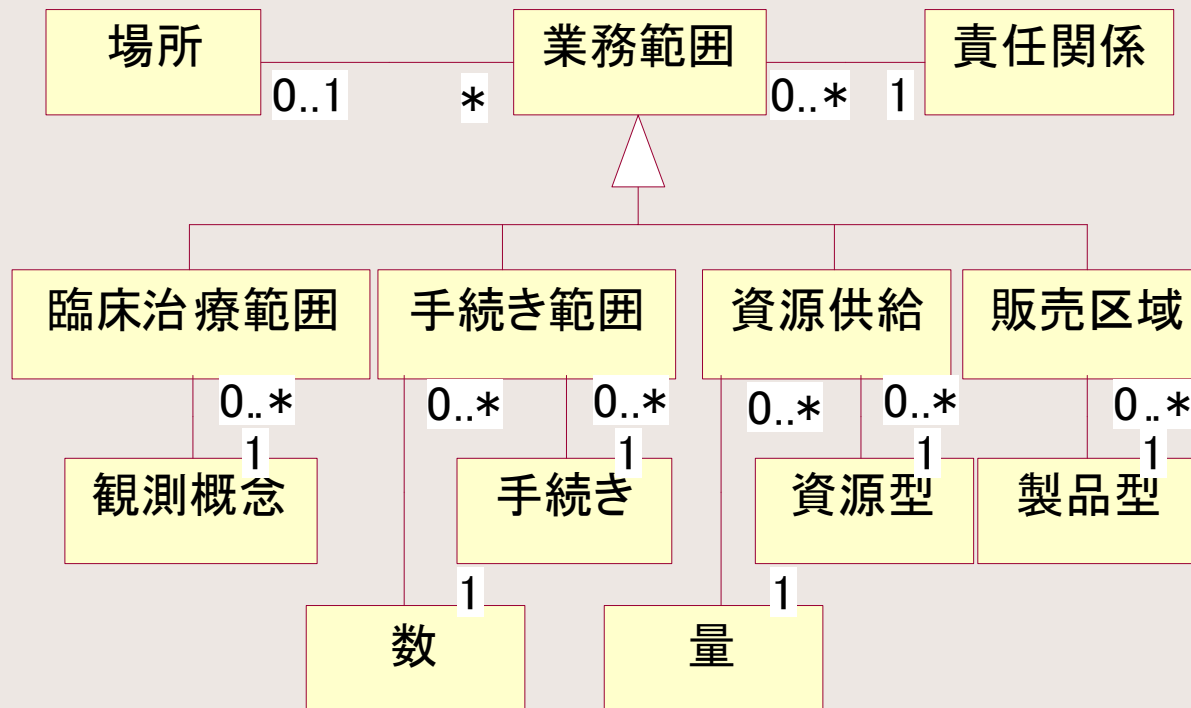 場所
業務範囲
責任関係
0..1
*
0..*
1
臨床治療範囲
手続き範囲
資源供給
販売区域
0..*
0..*
0..*
0..*
0..*
0..*
1
1
1
1
観測概念
手続き
資源型
製品型
1
1
数
量